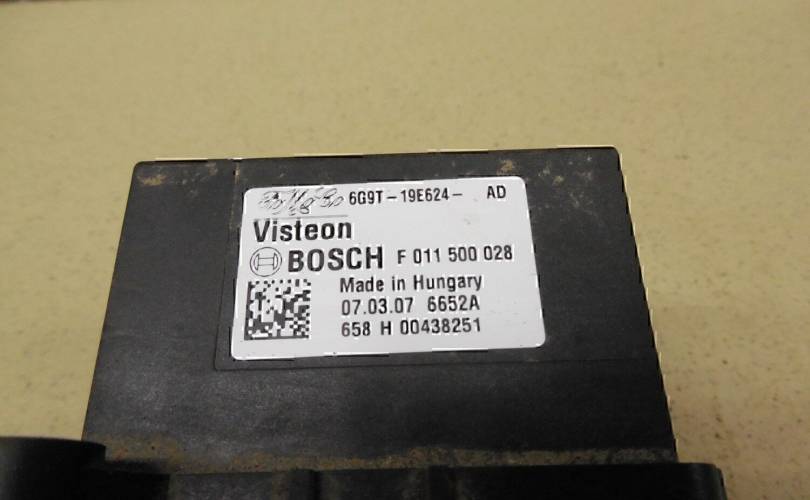 6G9T-19E624- AD
Visteon
BOSCH F 011 500 028
Made in Hungary
07.03.07 6652A
658 H 00438251